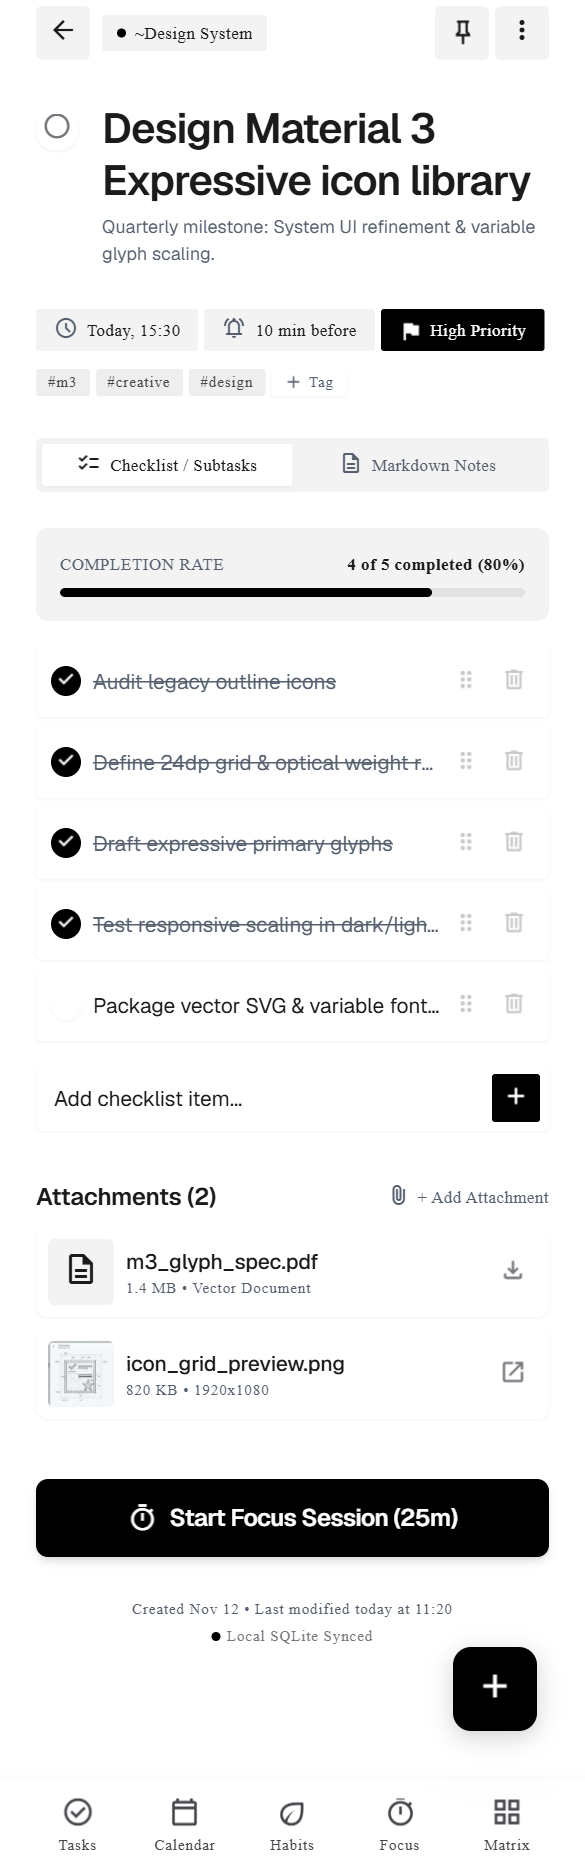 ~Design System
Design Material 3
Expressive icon library
Quarterly milestone: System UI refinement & variable
glyph scaling.
Today, 15:30
10 min before
High Priority
#m3
#creative
#design
+ Tag
Checklist / Subtasks
Markdown Notes
COMPLETION RATE
4 of 5 completed (80%)
Audit legacy outline icons
Define 24dp grid & optical weight r...
Draft expressive primary glyphs
Test responsive scaling in dark/ligh...
Package vector SVG & variable font...
Add checklist item...
Attachments (2)
+ Add Attachment
m3_glyph_spec.pdf
1.4 MB • Vector Document
icon_grid_preview.png
820 KB • 1920x1080
Start Focus Session (25m)
Created Nov 12 • Last modified today at 11:20
Local SQLite Synced
Tasks
Calendar
Habits
Focus
Matrix